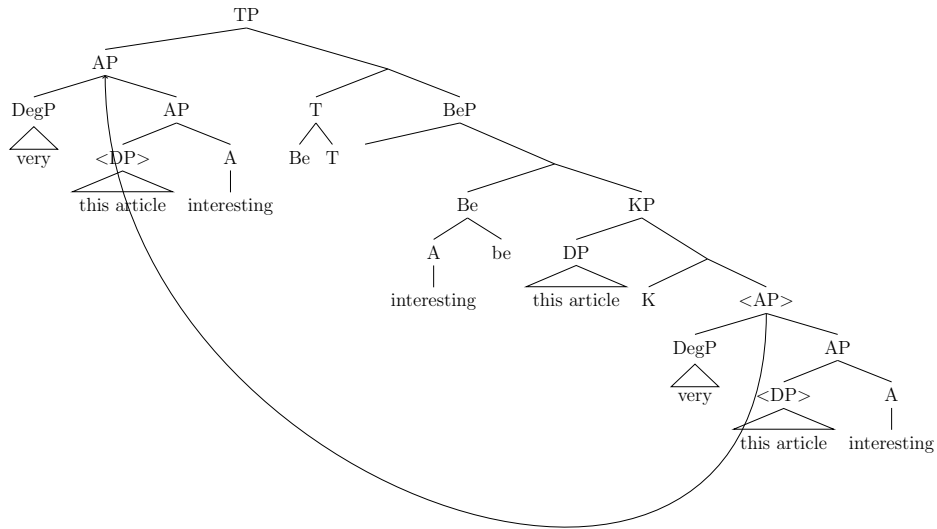 TP
AP
DegP AP T BeP
very <DP> A Be T
this article interesting Be KP
A be DP
interesting this article K <AP>
DegP AP
very <DP> A
this article interesting